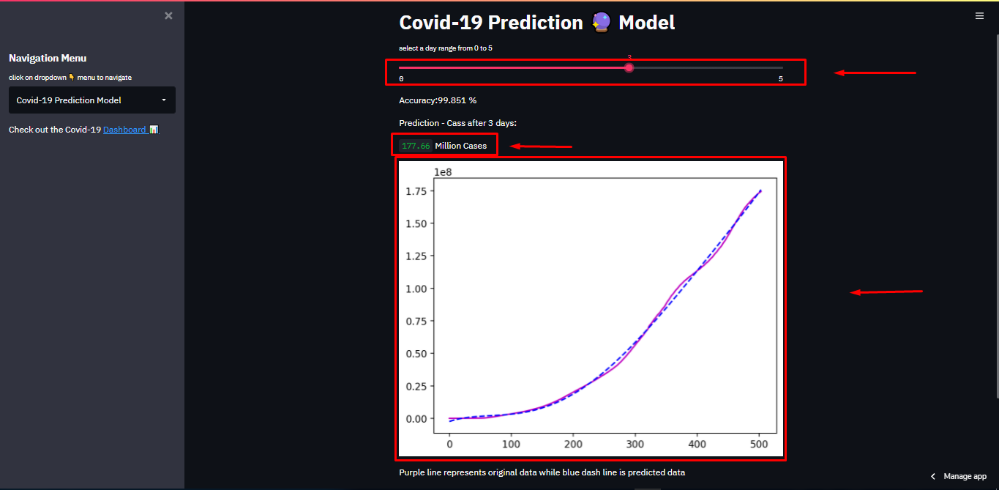 ×
Navigation Menu
click on dropdown 👇 menu to navigate
Covid-19 Prediction Model
Check out the Covid-19 Dashboard 📊
Covid-19 Prediction 🔮 Model
select a day range from 0 to 5
3
0 5
Accuracy:99.851 %
Prediction - Cass after 3 days:
177.66 Million Cases
1e8
1.75
1.50
1.25
1.00
0.75
0.50
0.25
0.00
0 100 200 300 400 500
Purple line represents original data while blue dash line is predicted data
< Manage app